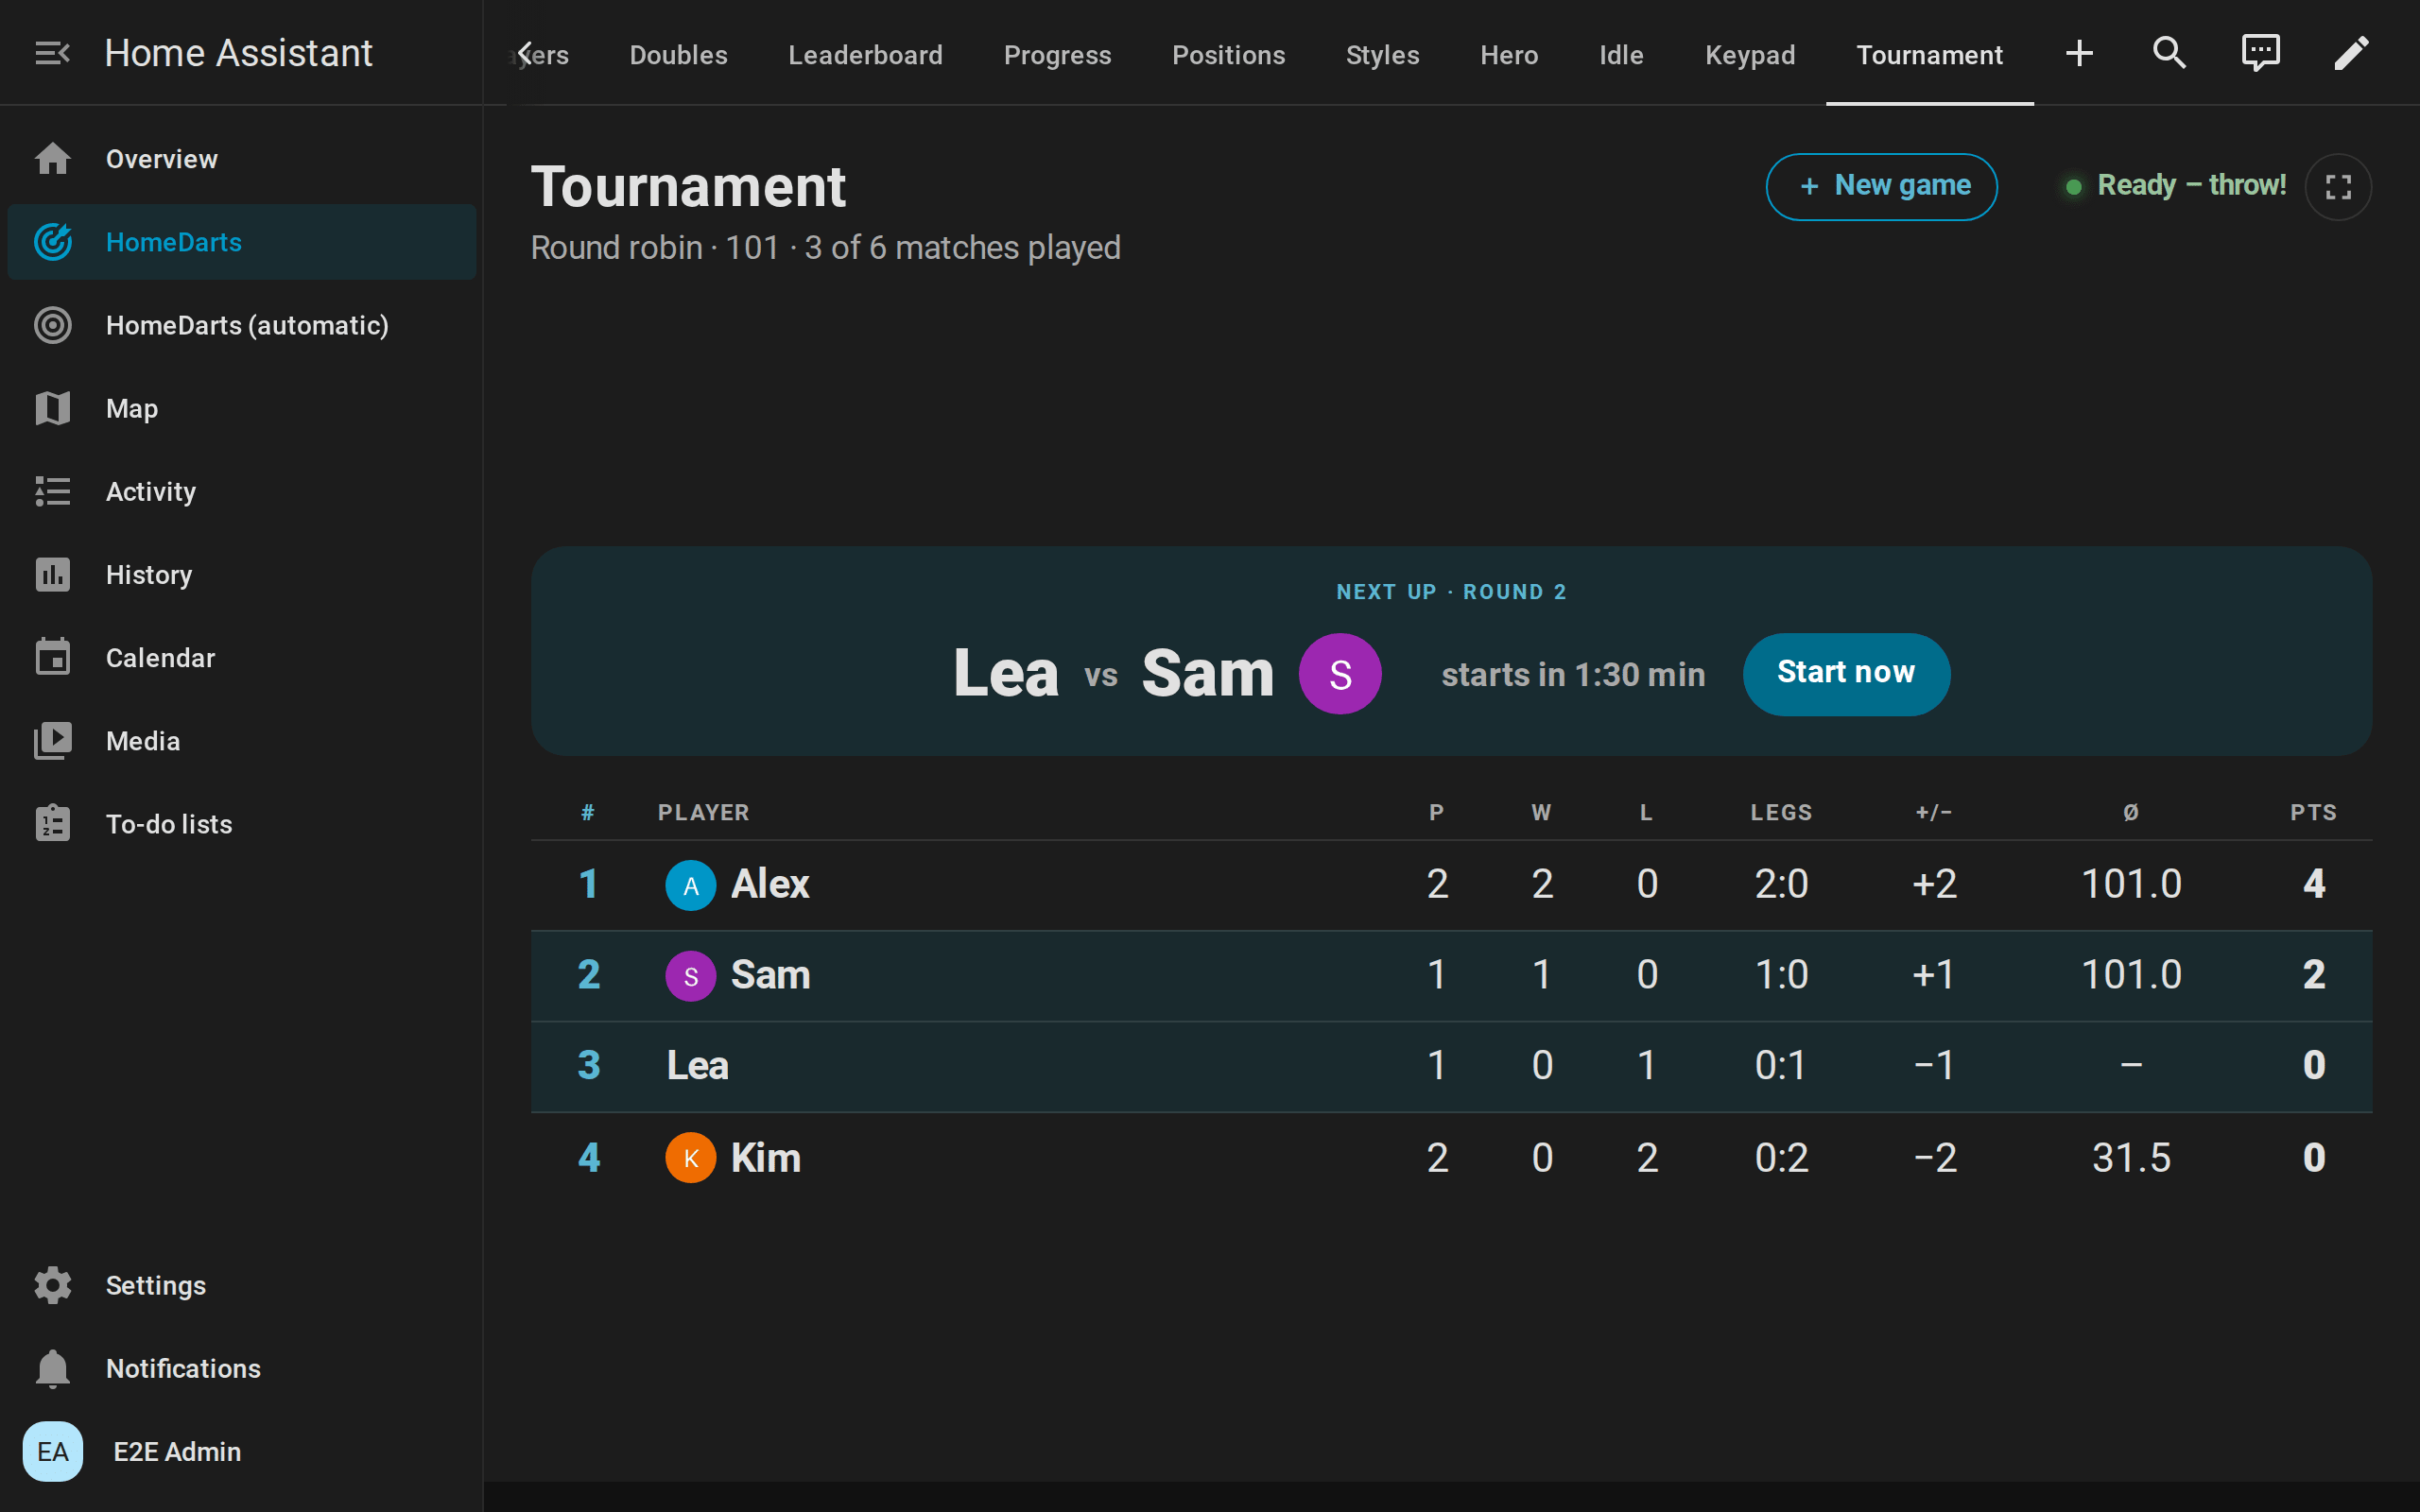 Home Assistant
ayers Doubles Leaderboard Progress Positions Styles Hero Idle Keypad Tournament
Overview
HomeDarts
HomeDarts (automatic)
Map
Activity
History
Calendar
Media
To-do lists
Settings
Notifications
EA E2E Admin
Tournament
Round robin · 101 · 3 of 6 matches played
+ New game
Ready – throw!
NEXT UP · ROUND 2
Lea vs Sam S starts in 1:30 min Start now
# PLAYER P W L LEGS +/− Ø PTS
1 A Alex 2 2 0 2:0 +2 101.0 4
2 S Sam 1 1 0 1:0 +1 101.0 2
3 Lea 1 0 1 0:1 −1 – 0
4 K Kim 2 0 2 0:2 −2 31.5 0